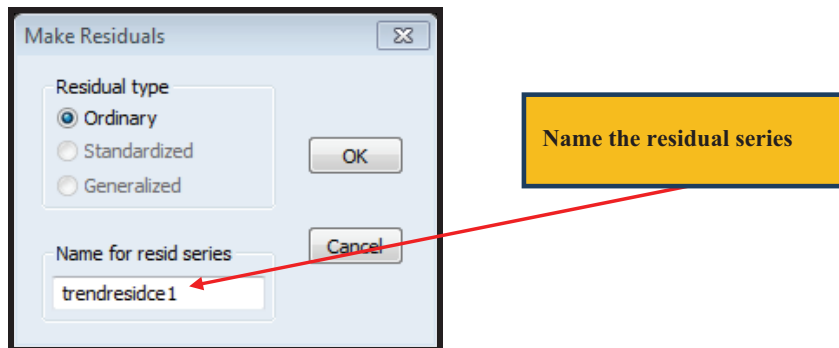 Make Residuals
Residual type
Ordinary
Standardized
Generalized
OK
Name for resid series
trendresidce1
Cancel
Name the residual series